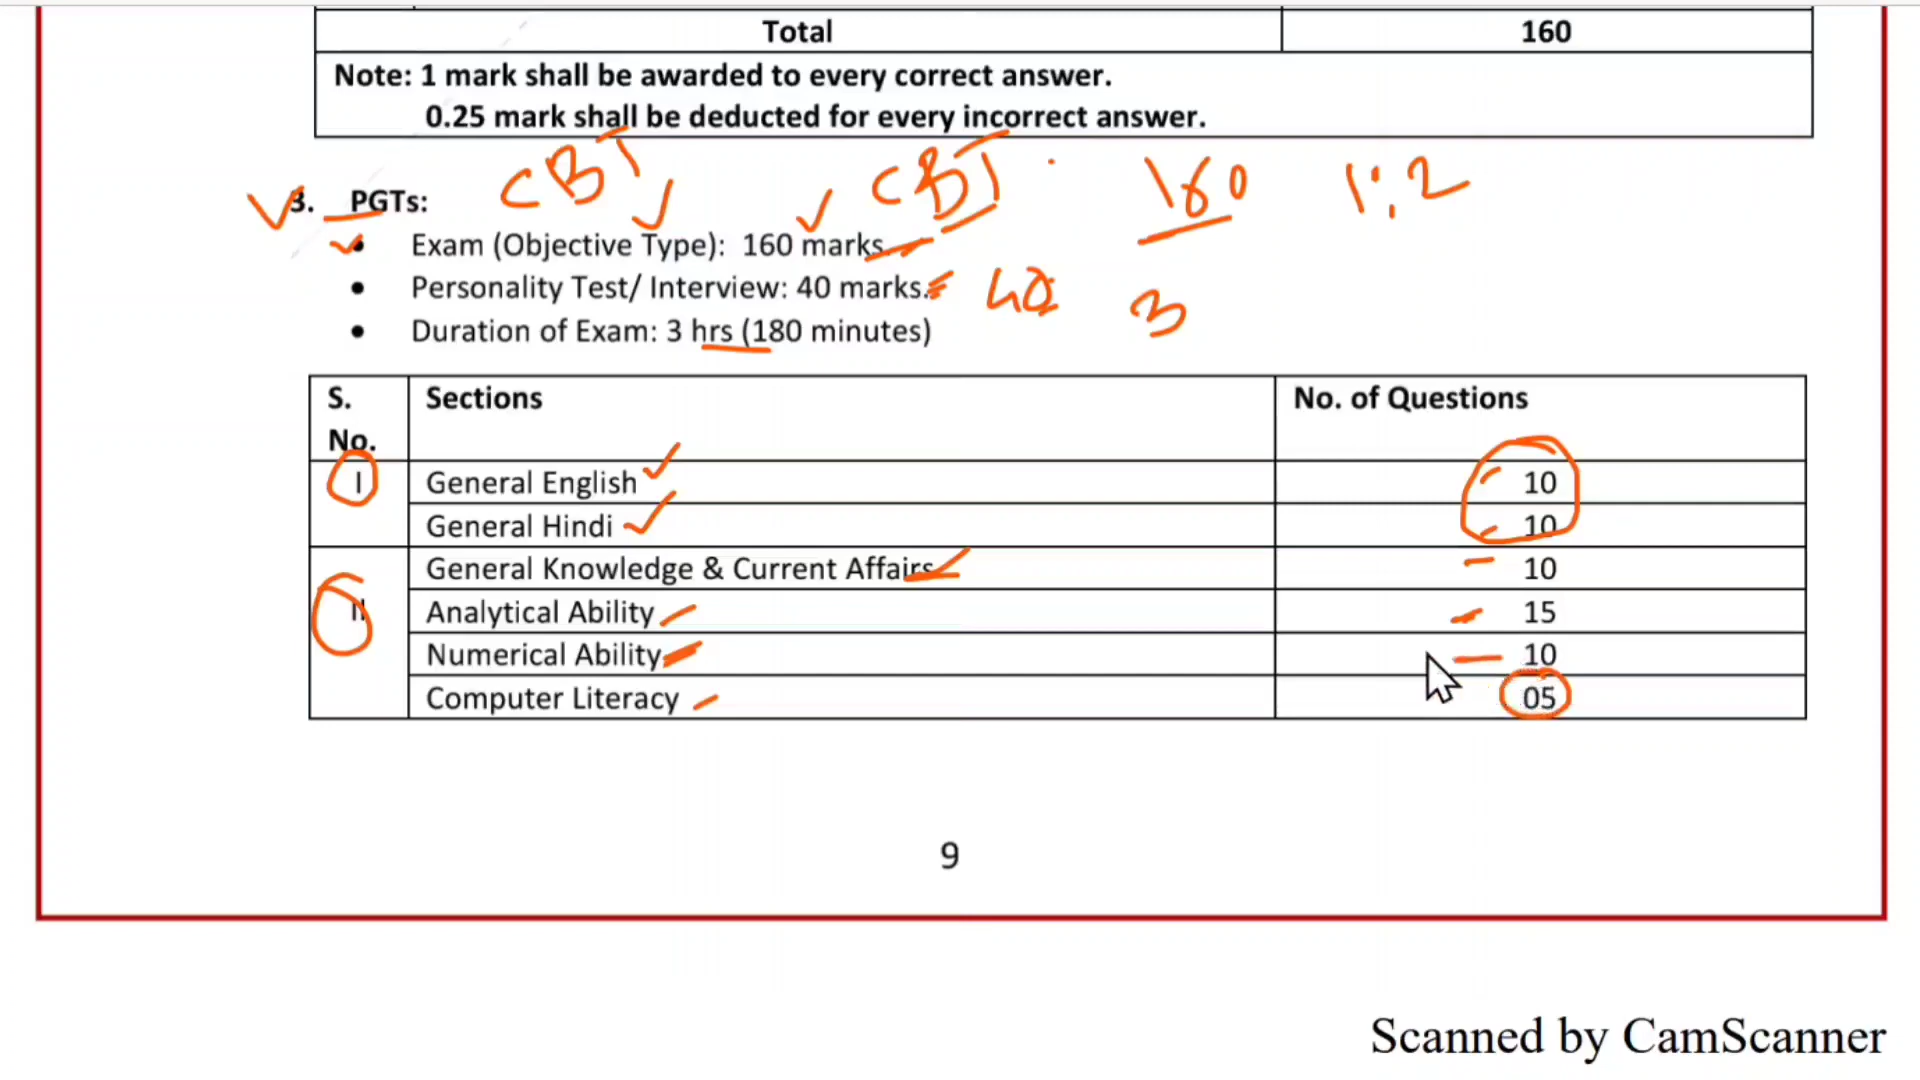 Total 160
Note: 1 mark shall be awarded to every correct answer.
0.25 mark shall be deducted for every incorrect answer.
CBT CBT 160 1:2
3. PGTs:
• Exam (Objective Type): 160 marks
• Personality Test/ Interview: 40 marks. 40 3
• Duration of Exam: 3 hrs (180 minutes)
S. No. Sections No. of Questions
I General English 10
General Hindi 10
II General Knowledge & Current Affairs 10
Analytical Ability 15
Numerical Ability 10
Computer Literacy 05
9
Scanned by CamScanner